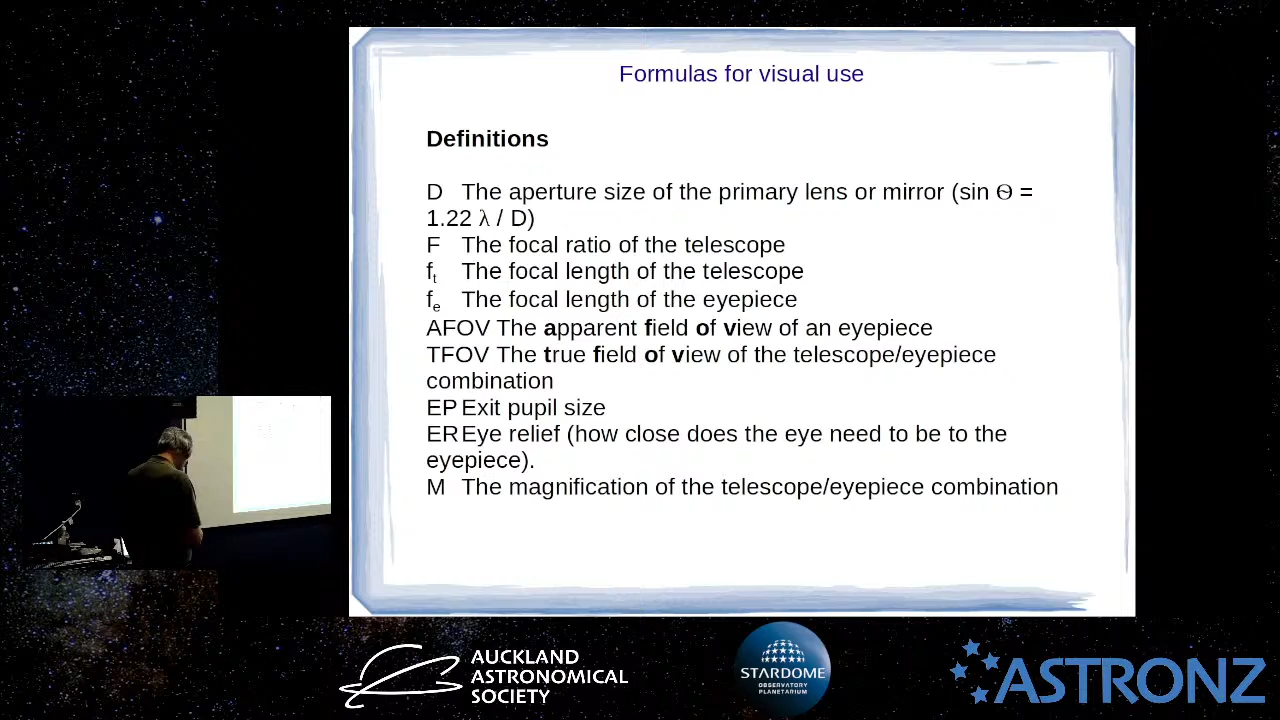 Formulas for visual use
Definitions
D The aperture size of the primary lens or mirror (sin Θ =
1.22 λ / D)
F The focal ratio of the telescope
ft The focal length of the telescope
fe The focal length of the eyepiece
AFOV The apparent field of view of an eyepiece
TFOV The true field of view of the telescope/eyepiece
combination
EP Exit pupil size
ER Eye relief (how close does the eye need to be to the
eyepiece).
M The magnification of the telescope/eyepiece combination
AUCKLAND
ASTRONOMICAL
SOCIETY
STARDOME
OBSERVATORY
PLANETARIUM
ASTRONZ